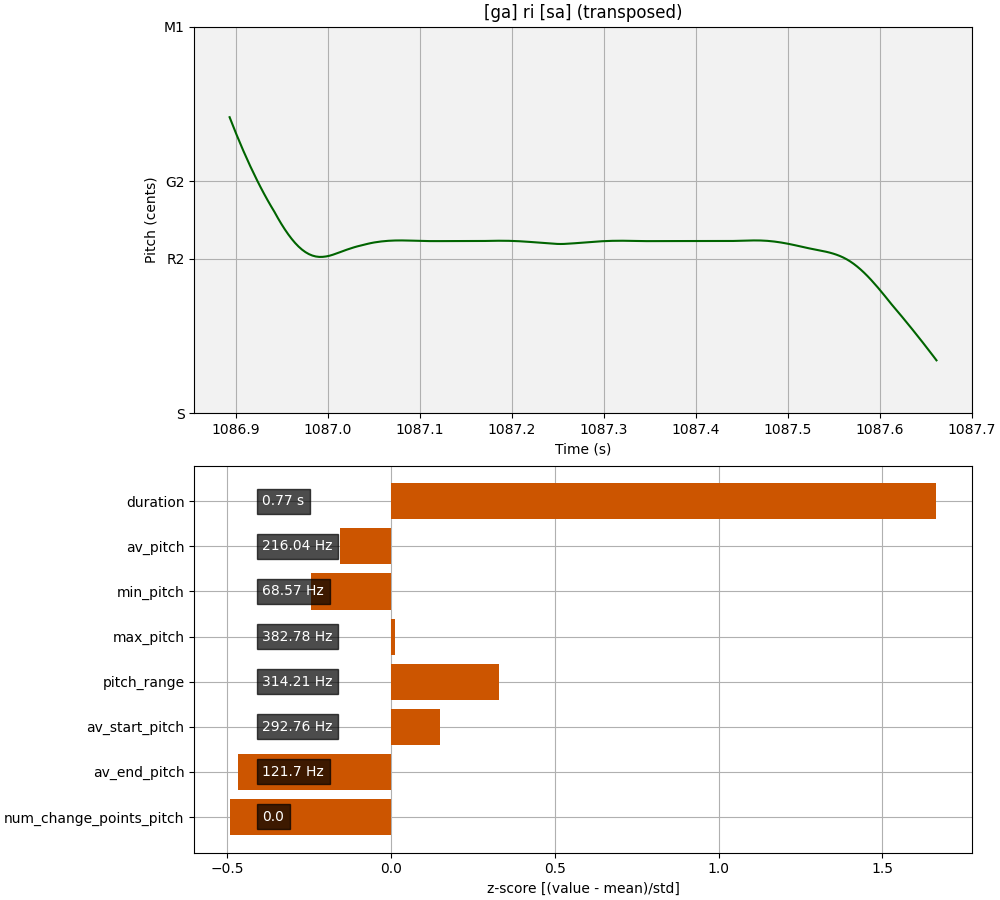 [ga] ri [sa] (transposed)
M1
G2
R2
S
Pitch (cents)
1086.9 1087.0 1087.1 1087.2 1087.3 1087.4 1087.5 1087.6 1087.7
Time (s)
duration 0.77 s
av_pitch 216.04 Hz
min_pitch 68.57 Hz
max_pitch 382.78 Hz
pitch_range 314.21 Hz
av_start_pitch 292.76 Hz
av_end_pitch 121.7 Hz
num_change_points_pitch 0.0
−0.5 0.0 0.5 1.0 1.5
z-score [(value - mean)/std]